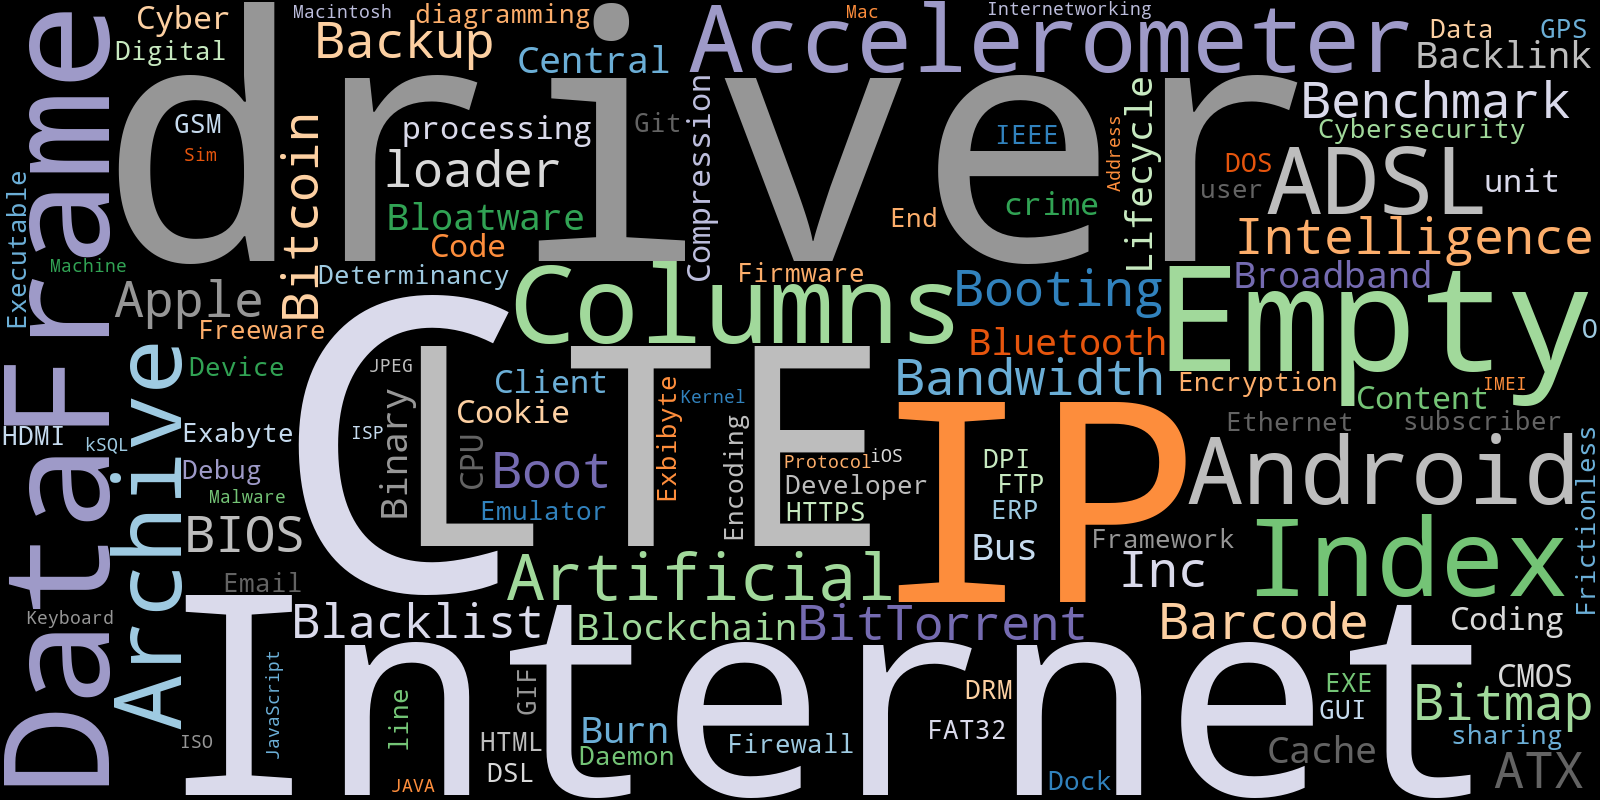 Cyber
Macintosh
diagramming
Mac
Internetworking
Data
GPS
Digital
Backup
Central
Accelerometer
Backlink
driver
GSM
Sim
Bitcoin
processing
Git
loader
Bloatware
Code
Compression
IEEE
Address
Lifecycle
End
crime
Benchmark
Cybersecurity
DOS
user
ADSL
unit
Intelligence
Executable
Machine
DataFrame
Apple
Freeware
Determinancy
Firmware
Columns
Booting
Broadband
Empty
O
Bluetooth
Archive
Device
C
JPEG
LTE
Client
Cookie
Binary
ISP
CPU
Boot
Emulator
Exbibyte
Kernel
Encoding
Protocol
iOS
Developer
HTTPS
Bandwidth
Encryption
IMEI
Content
IP
DPI
FTP
ERP
Bus
Ethernet
subscriber
Android
Frictionless
HDMI
kSQL
Exabyte
Debug
Malware
BIOS
Email
Framework
Inc
Index
Artificial
Keyboard
Blacklist
Blockchain
BitTorrent
Barcode
Coding
Internet
ISO
JavaScript
line
JAVA
GIF
HTML
DSL
Burn
Daemon
Firewall
DRM
FAT32
Dock
EXE
GUI
CMOS
Bitmap
sharing
Cache
ATX